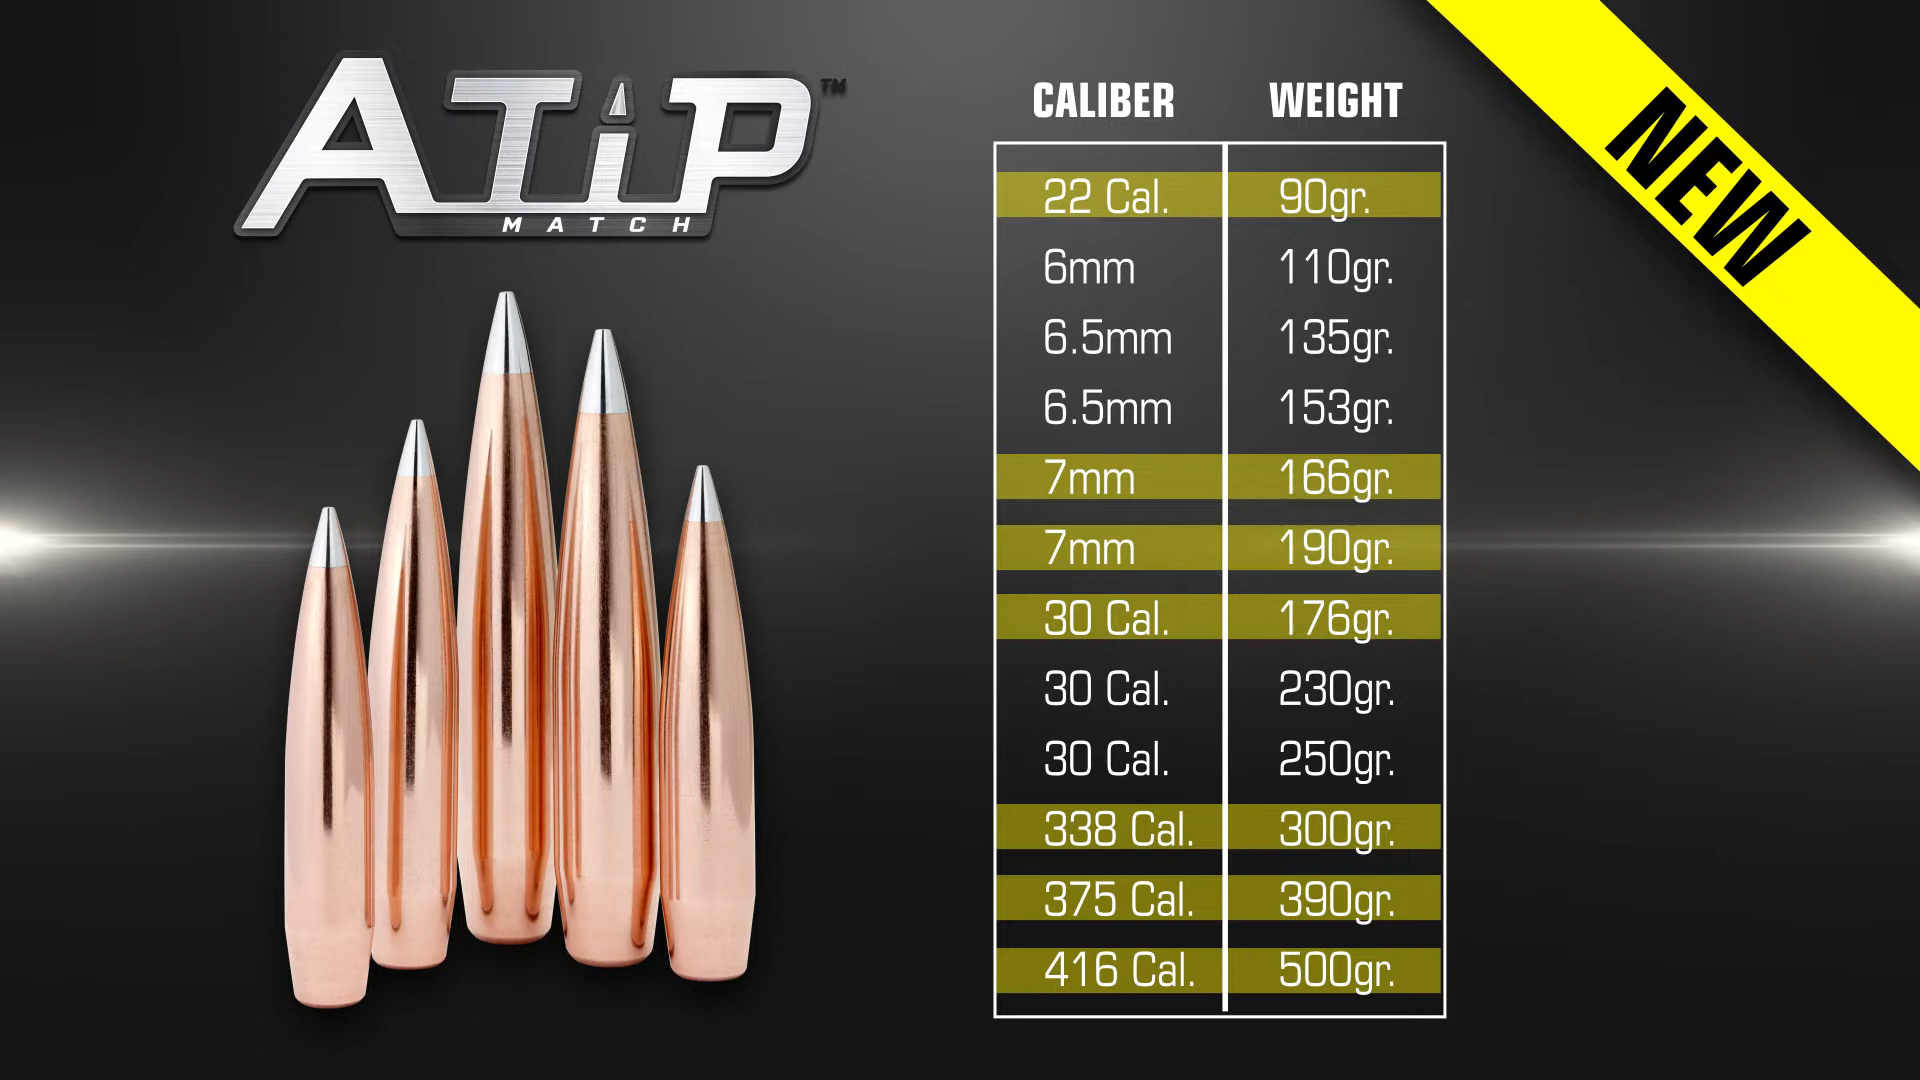 ATiP™
MATCH
CALIBER WEIGHT
22 Cal. 90gr.
6mm 110gr.
6.5mm 135gr.
6.5mm 153gr.
7mm 166gr.
7mm 190gr.
30 Cal. 176gr.
30 Cal. 230gr.
30 Cal. 250gr.
338 Cal. 300gr.
375 Cal. 390gr.
416 Cal. 500gr.
NEW